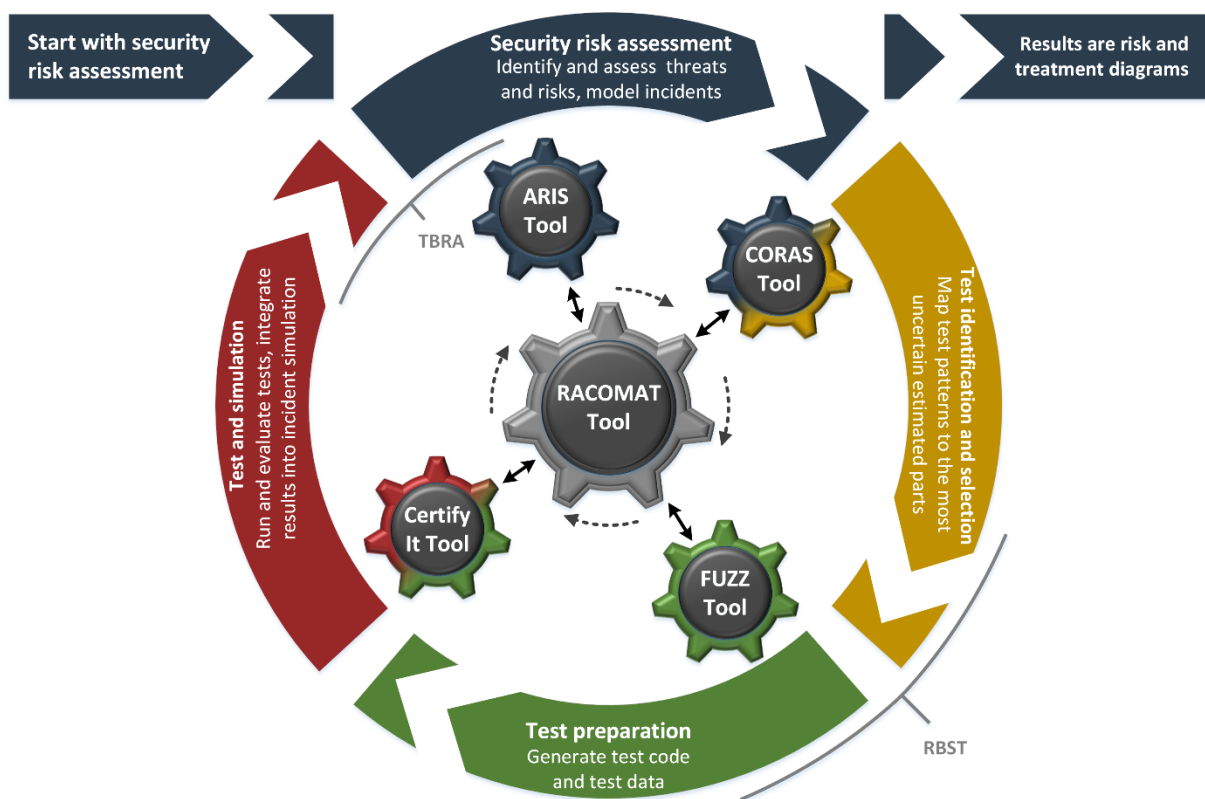 Start with security
risk assessment
Security risk assessment
Identify and assess threats
and risks, model incidents
Results are risk and
treatment diagrams
TBRA
ARIS
Tool
CORAS
Tool
Test identification and selection
Map test patterns to the most
uncertain estimated parts
Test and simulation
Run and evaluate tests, integrate
results into incident simulation
RACOMAT
Tool
Certify
It Tool
FUZZ
Tool
Test preparation
Generate test code
and test data
RBST